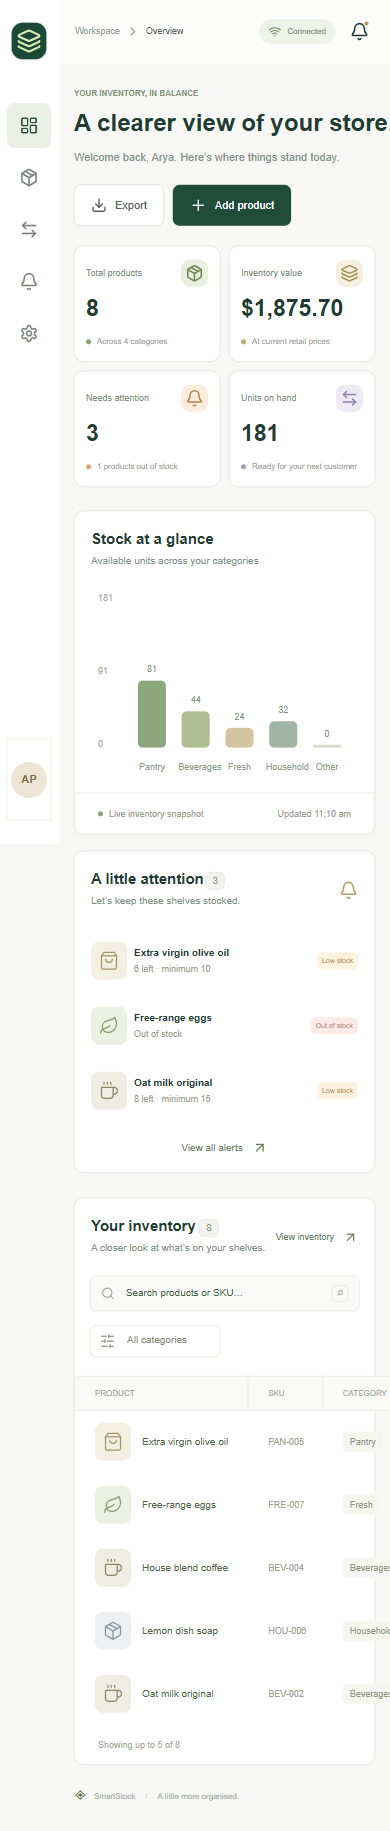 Workspace > Overview
Connected
YOUR INVENTORY, IN BALANCE
A clearer view of your store.
Welcome back, Arya. Here's where things stand today.
Export
Add product
Total products
8
Across 4 categories
Inventory value
$1,875.70
At current retail prices
Needs attention
3
1 products out of stock
Units on hand
181
Ready for your next customer
Stock at a glance
Available units across your categories
181
91
0
81
44
24
32
0
Pantry
Beverages
Fresh
Household
Other
Live inventory snapshot
Updated 11:10 am
AP
A little attention 3
Let's keep these shelves stocked.
Extra virgin olive oil
6 left · minimum 10
Low stock
Free-range eggs
Out of stock
Out of stock
Oat milk original
8 left · minimum 15
Low stock
View all alerts
Your inventory 8
A closer look at what's on your shelves.
View inventory
Search products or SKU...
All categories
PRODUCT SKU CATEGORY
Extra virgin olive oil PAN-005 Pantry
Free-range eggs FRE-007 Fresh
House blend coffee BEV-004 Beverages
Lemon dish soap HOU-006 Household
Oat milk original BEV-002 Beverages
Showing up to 5 of 8
SmartStock / A little more organised.